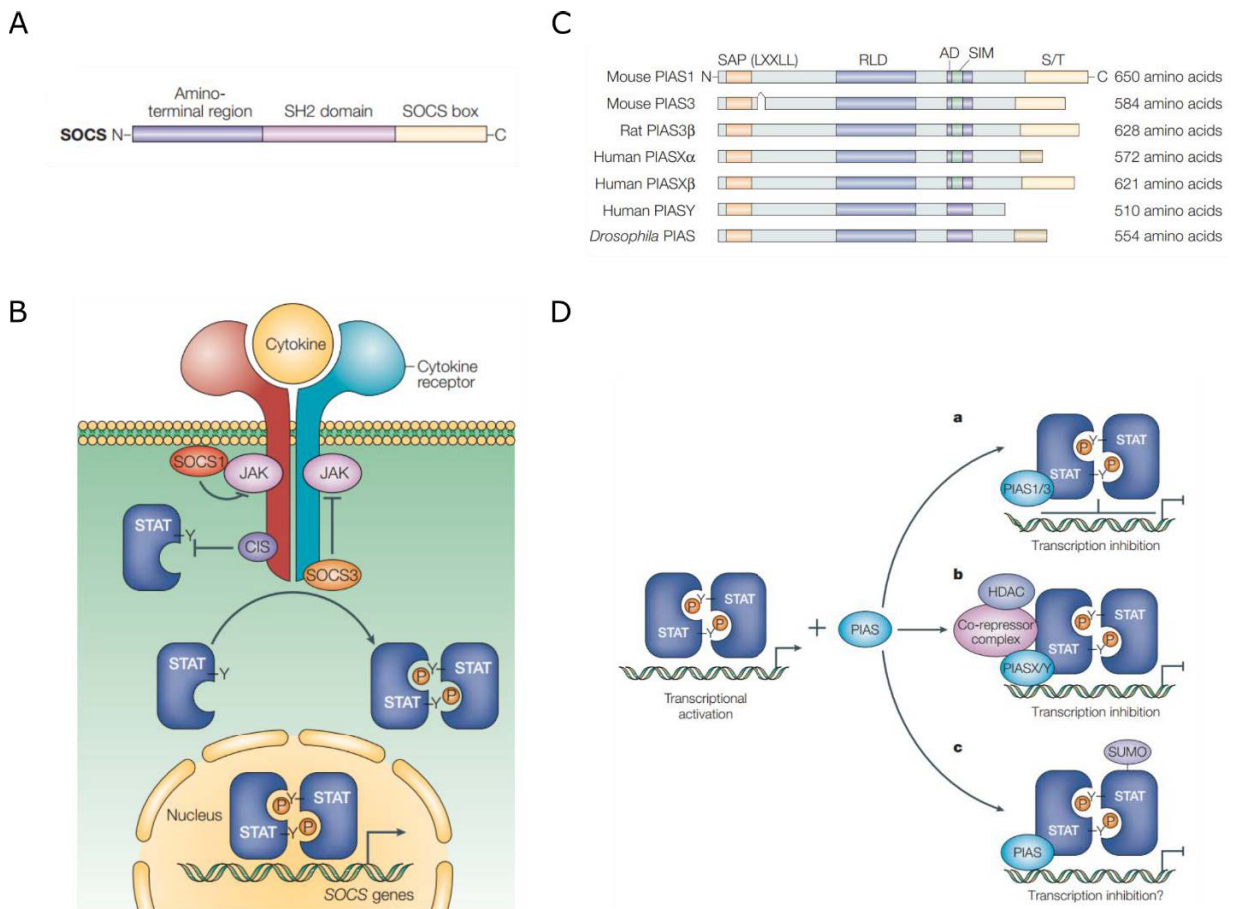 A
Amino-
terminal region
SH2 domain
SOCS box
SOCS N
C
C
SAP (LXXLL)
RLD
AD
SIM
S/T
Mouse PIAS1 N
C 650 amino acids
Mouse PIAS3
584 amino acids
Rat PIAS3β
628 amino acids
Human PIASXα
572 amino acids
Human PIASXβ
621 amino acids
Human PIASY
510 amino acids
Drosophila PIAS
554 amino acids
B
Cytokine
Cytokine
receptor
SOCS1
JAK
JAK
STAT
Y
CIS
SOCS3
STAT
Y
STAT
P
Y
STAT
Y
P
Nucleus
STAT
P
Y
STAT
Y
P
SOCS genes
D
STAT
P
Y
STAT
Y
P
Transcriptional
activation
+
PIAS
a
STAT
P
Y
STAT
Y
P
PIAS1/3
Transcription inhibition
b
HDAC
Co-repressor
complex
STAT
P
Y
STAT
Y
P
PIASX/Y
Transcription inhibition
c
SUMO
STAT
P
Y
STAT
Y
P
PIAS
Transcription inhibition?